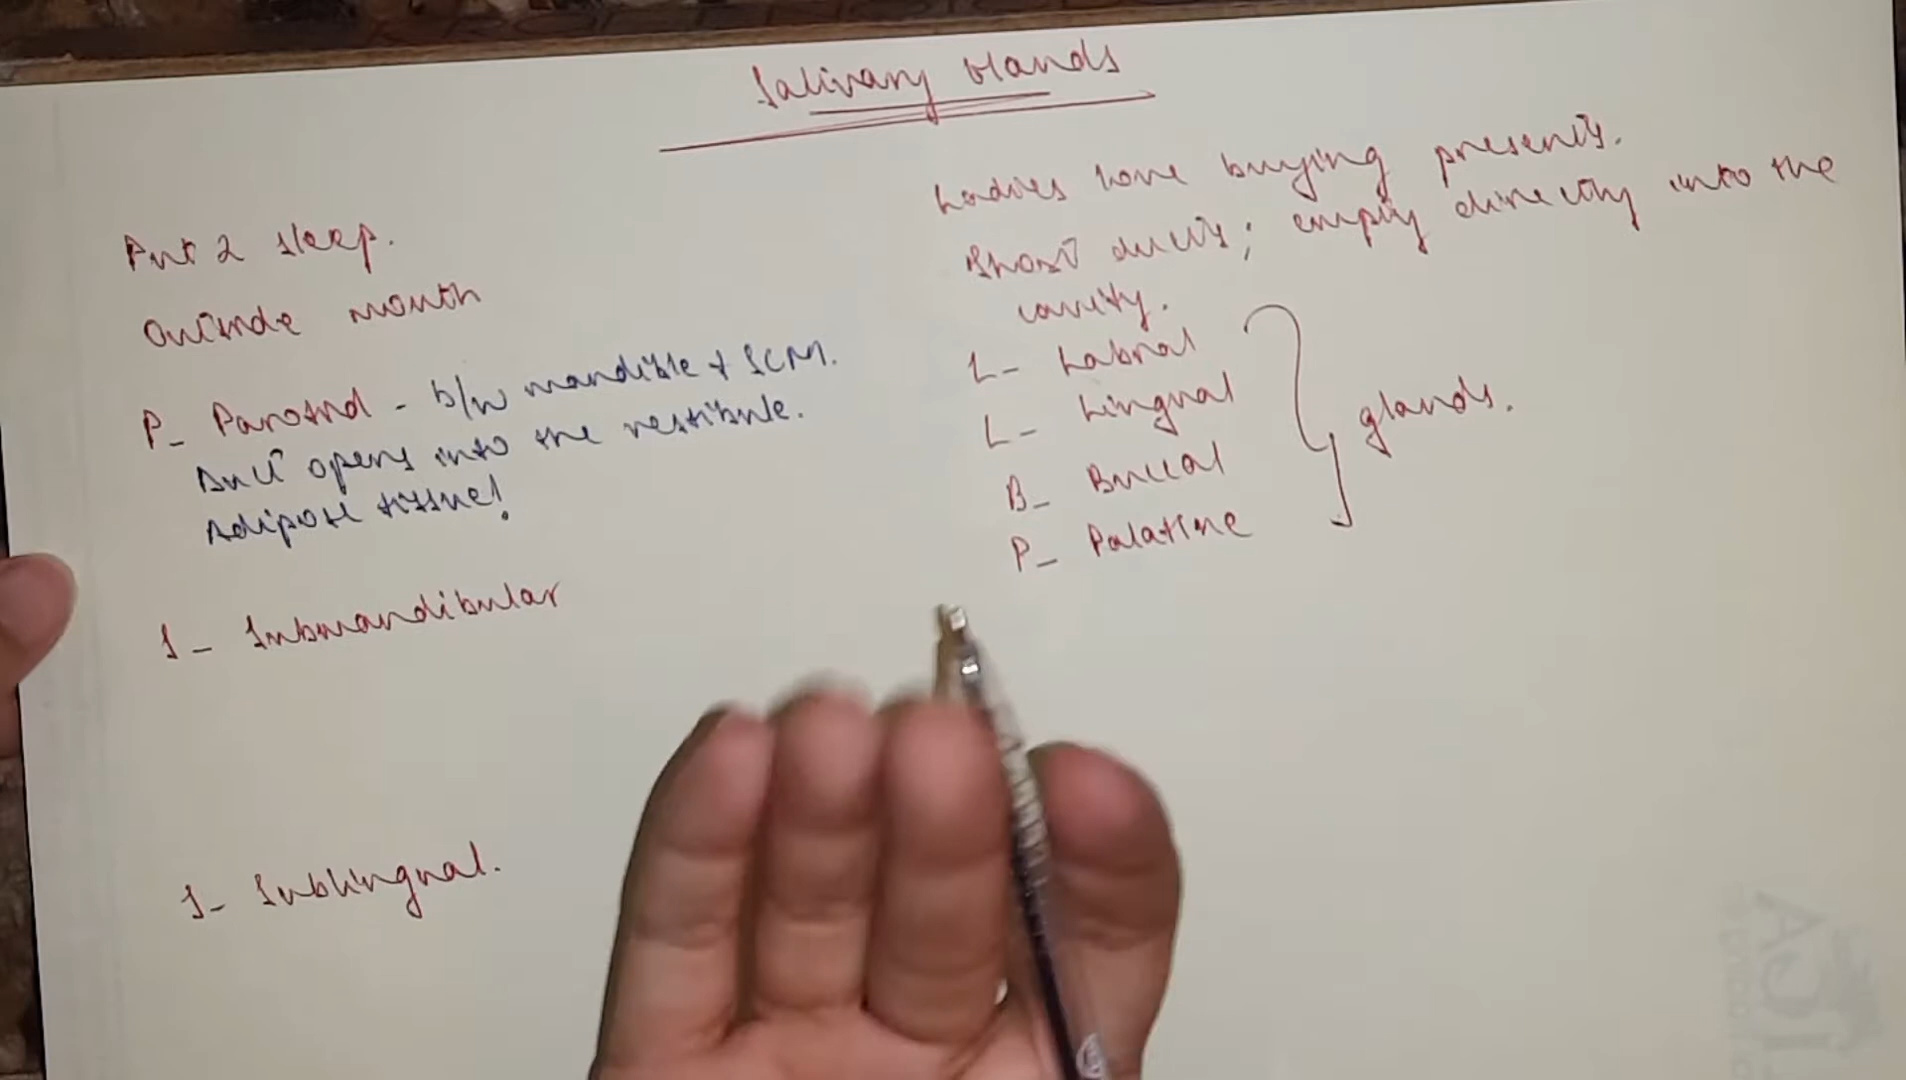 Salivary Glands
Put 2 sleep.
Outside mouth
P- Parotid - b/w mandible + SCM.
Duct opens into the vestibule.
Adipose tissue!
S- Submandibular
S- Sublingual.
Ladies love buying presents.
Short ducts; empty directly into the
cavity.
L- Labial
L- Lingual
B- Buccal
P- Palatine
glands.